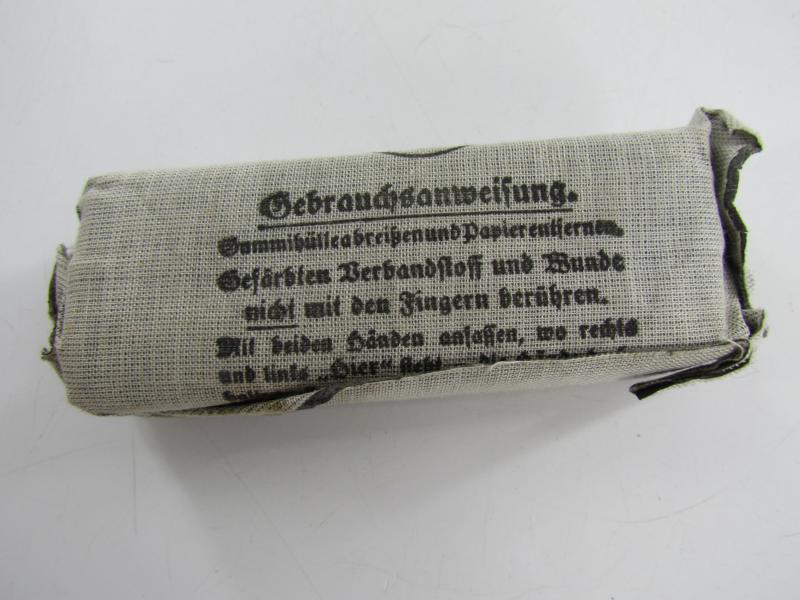 Gebrauchsanweisung.
Gummihülle abreißen und Papier entfernen.
Gefärbten Verbandstoff und Wunde
nicht mit den Fingern berühren.
Mit beiden Händen anfassen, wo rechts
und links „Hier“ steht